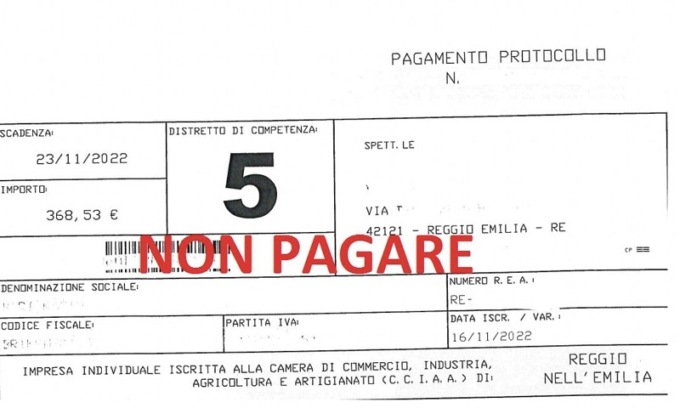 PAGAMENTO PROTOCOLLO
N.
SCADENZA:
23/11/2022
DISTRETTO DI COMPETENZA:
5
IMPORTO:
368,53 €
SPETT.LE
VIA
42121 - REGGIO EMILIA - RE
CP
NON PAGARE
DENOMINAZIONE SOCIALE:
NUMERO R.E.A.:
RE-
CODICE FISCALE:
PARTITA IVA:
DATA ISCR. / VAR.:
16/11/2022
IMPRESA INDIVIDUALE ISCRITTA ALLA CAMERA DI COMMERCIO, INDUSTRIA,
AGRICOLTURA E ARTIGIANATO (C.C.I.A.A.) DI:
REGGIO
NELL'EMILIA